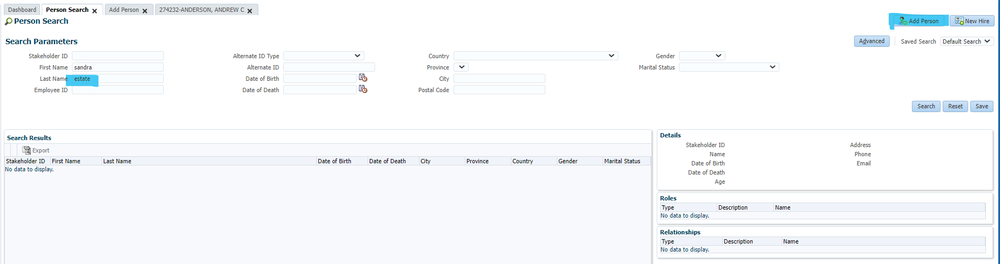 Dashboard Person Search Add Person 274232-ANDERSON, ANDREW C
Person Search
Add Person New Hire
Search Parameters
Advanced Saved Search Default Search
Stakeholder ID Alternate ID Type Country Gender
First Name sandra Alternate ID Province Marital Status
Last Name estate Date of Birth City
Employee ID Date of Death Postal Code
Search Reset Save
Search Results
Export
Stakeholder ID First Name Last Name Date of Birth Date of Death City Province Country Gender Marital Status
No data to display.
Details
Stakeholder ID Address
Name Phone
Date of Birth Email
Date of Death
Age
Roles
Type Description Name
No data to display.
Relationships
Type Description Name
No data to display.